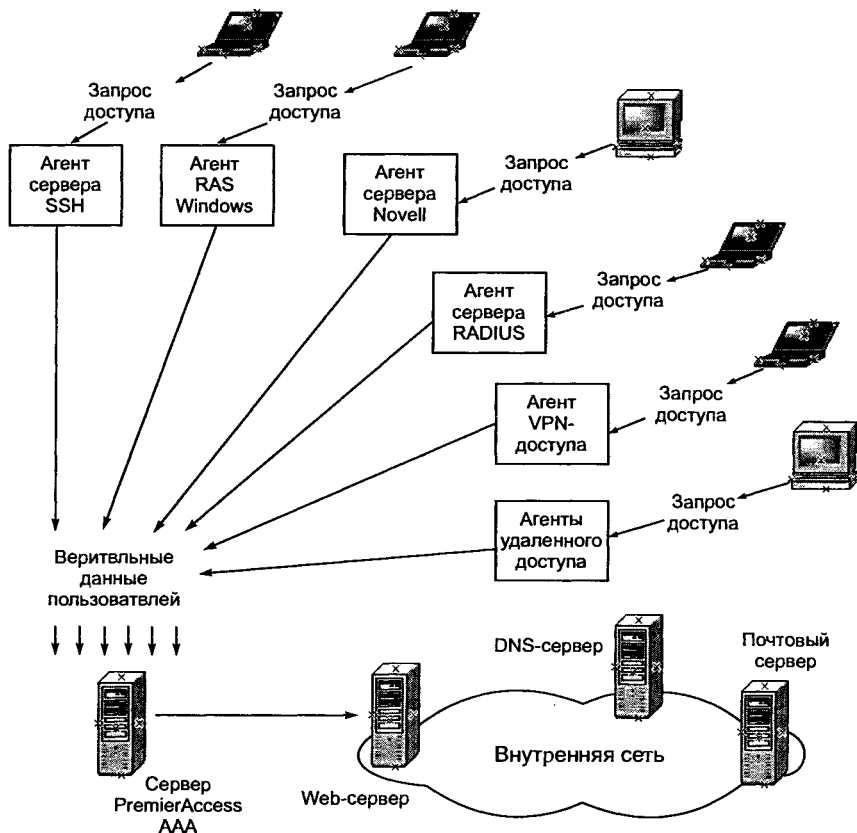 Запрос
доступа
Запрос
доступа
Агент
сервера
SSH
Агент
RAS
Windows
Агент
сервера
Novell
Запрос
доступа
Агент
сервера
RADIUS
Запрос
доступа
Агент
VPN-
доступа
Запрос
доступа
Агенты
удаленного
доступа
Запрос
доступа
Веритвльные
данные
пользоватвлей
DNS-сервер
Почтовый
сервер
Внутренняя сеть
Сервер
PremierAccess
AAA
Web-сервер